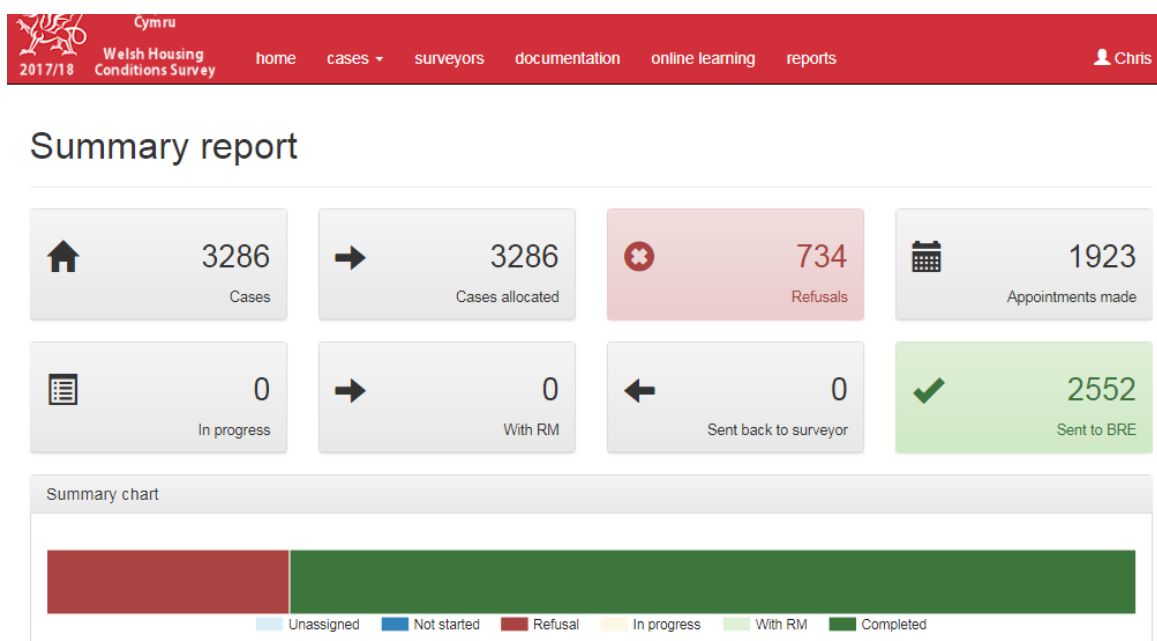 Cymru
Welsh Housing
2017/18 Conditions Survey
home cases surveyors documentation online learning reports Chris
Summary report
3286 3286 734 1923
Cases Cases allocated Refusals Appointments made
0 0 0 2552
In progress With RM Sent back to surveyor Sent to BRE
Summary chart
Unassigned Not started Refusal In progress With RM Completed